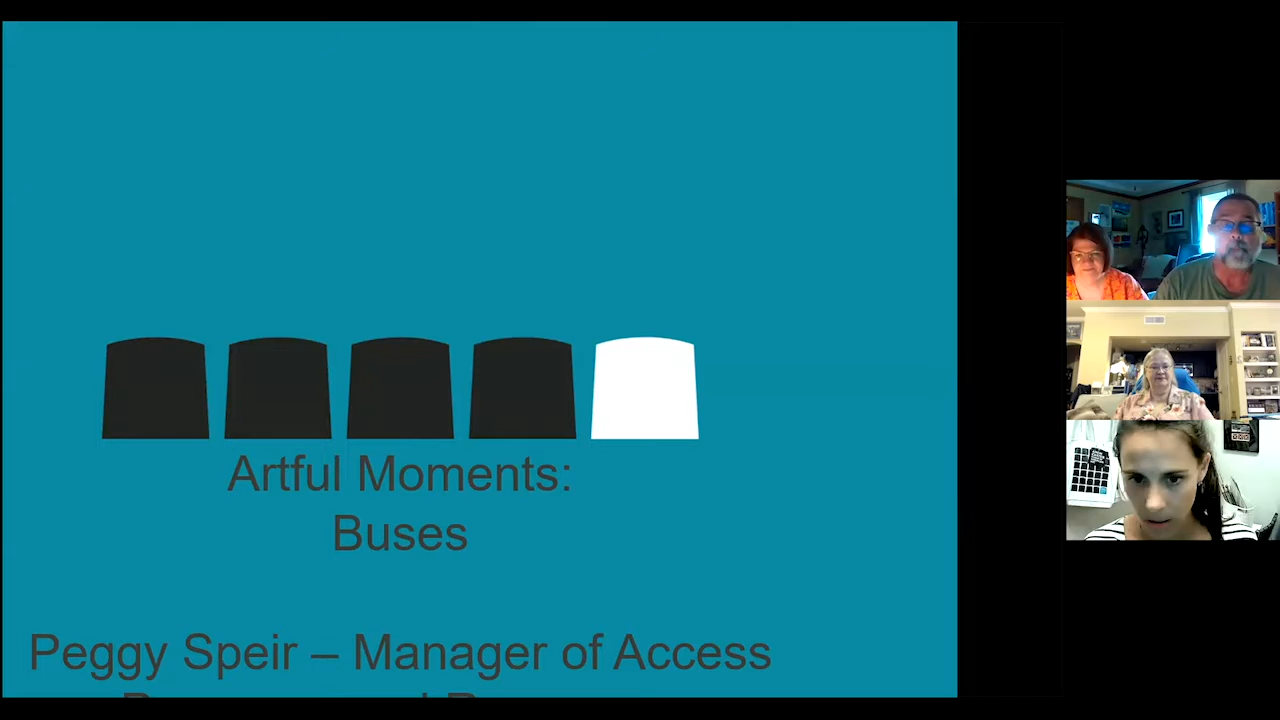 Artful Moments:
Buses
Peggy Speir – Manager of Access